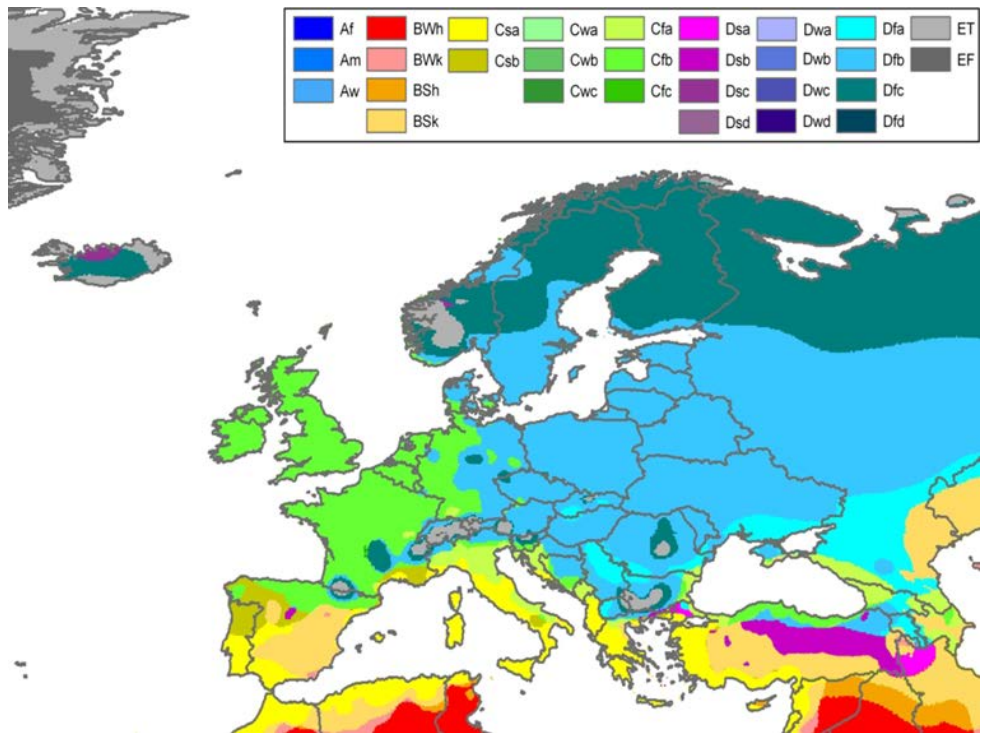 Af BWh Csa Cwa Cfa Dsa Dwa Dfa ET
Am BWk Csb Cwb Cfb Dsb Dwb Dfb EF
Aw BSh Cwc Cfc Dsc Dwc Dfc
BSk Dsd Dwd Dfd